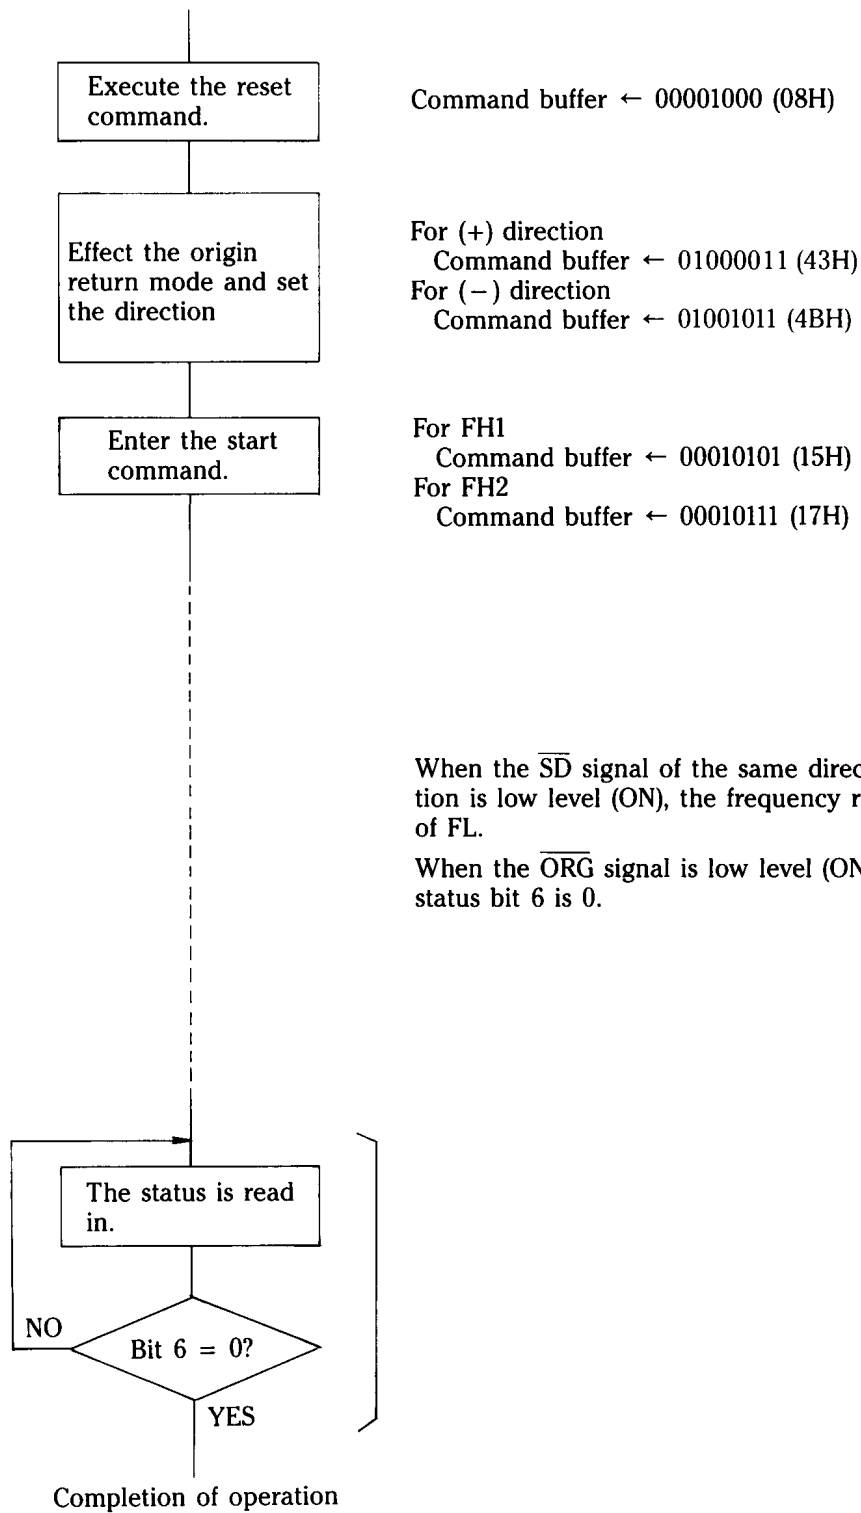 Execute the reset
command.
Command buffer ← 00001000 (08H)
Effect the origin
return mode and set
the direction
For (+) direction
Command buffer ← 01000011 (43H)
For (−) direction
Command buffer ← 01001011 (4BH)
Enter the start
command.
For FH1
Command buffer ← 00010101 (15H)
For FH2
Command buffer ← 00010111 (17H)
When the S̅D̅ signal of the same direc
tion is low level (ON), the frequency r
of FL.
When the O̅R̅G̅ signal is low level (ON
status bit 6 is 0.
The status is read
in.
NO
Bit 6 = 0?
YES
Completion of operation